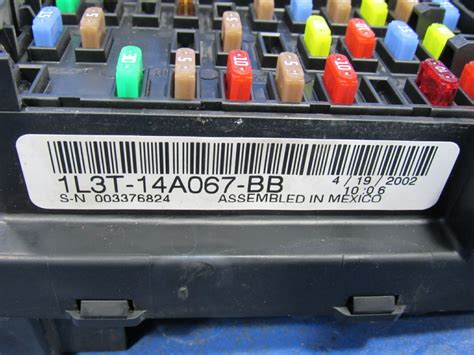 1L3T-14A067-BB
4/19/2002
10:06
S-N 003376824
ASSEMBLED IN MEXICO